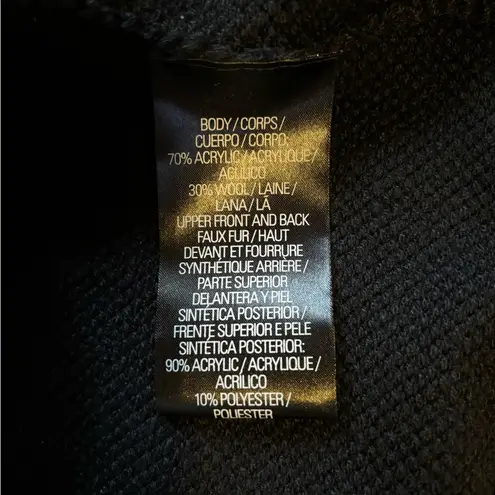 BODY / CORPS /
CUERPO / CORPO:
70% ACRYLIC / ACRYLIQUE /
ACRÍLICO
30% WOOL / LAINE /
LANA / LÃ
UPPER FRONT AND BACK
FAUX FUR / HAUT
DEVANT ET FOURRURE
SYNTHÉTIQUE ARRIÈRE /
PARTE SUPERIOR
DELANTERA Y PIEL
SINTÉTICA POSTERIOR /
FRENTE SUPERIOR E PELE
SINTÉTICA POSTERIOR:
90% ACRYLIC / ACRYLIQUE /
ACRÍLICO
10% POLYESTER /
POLIESTER